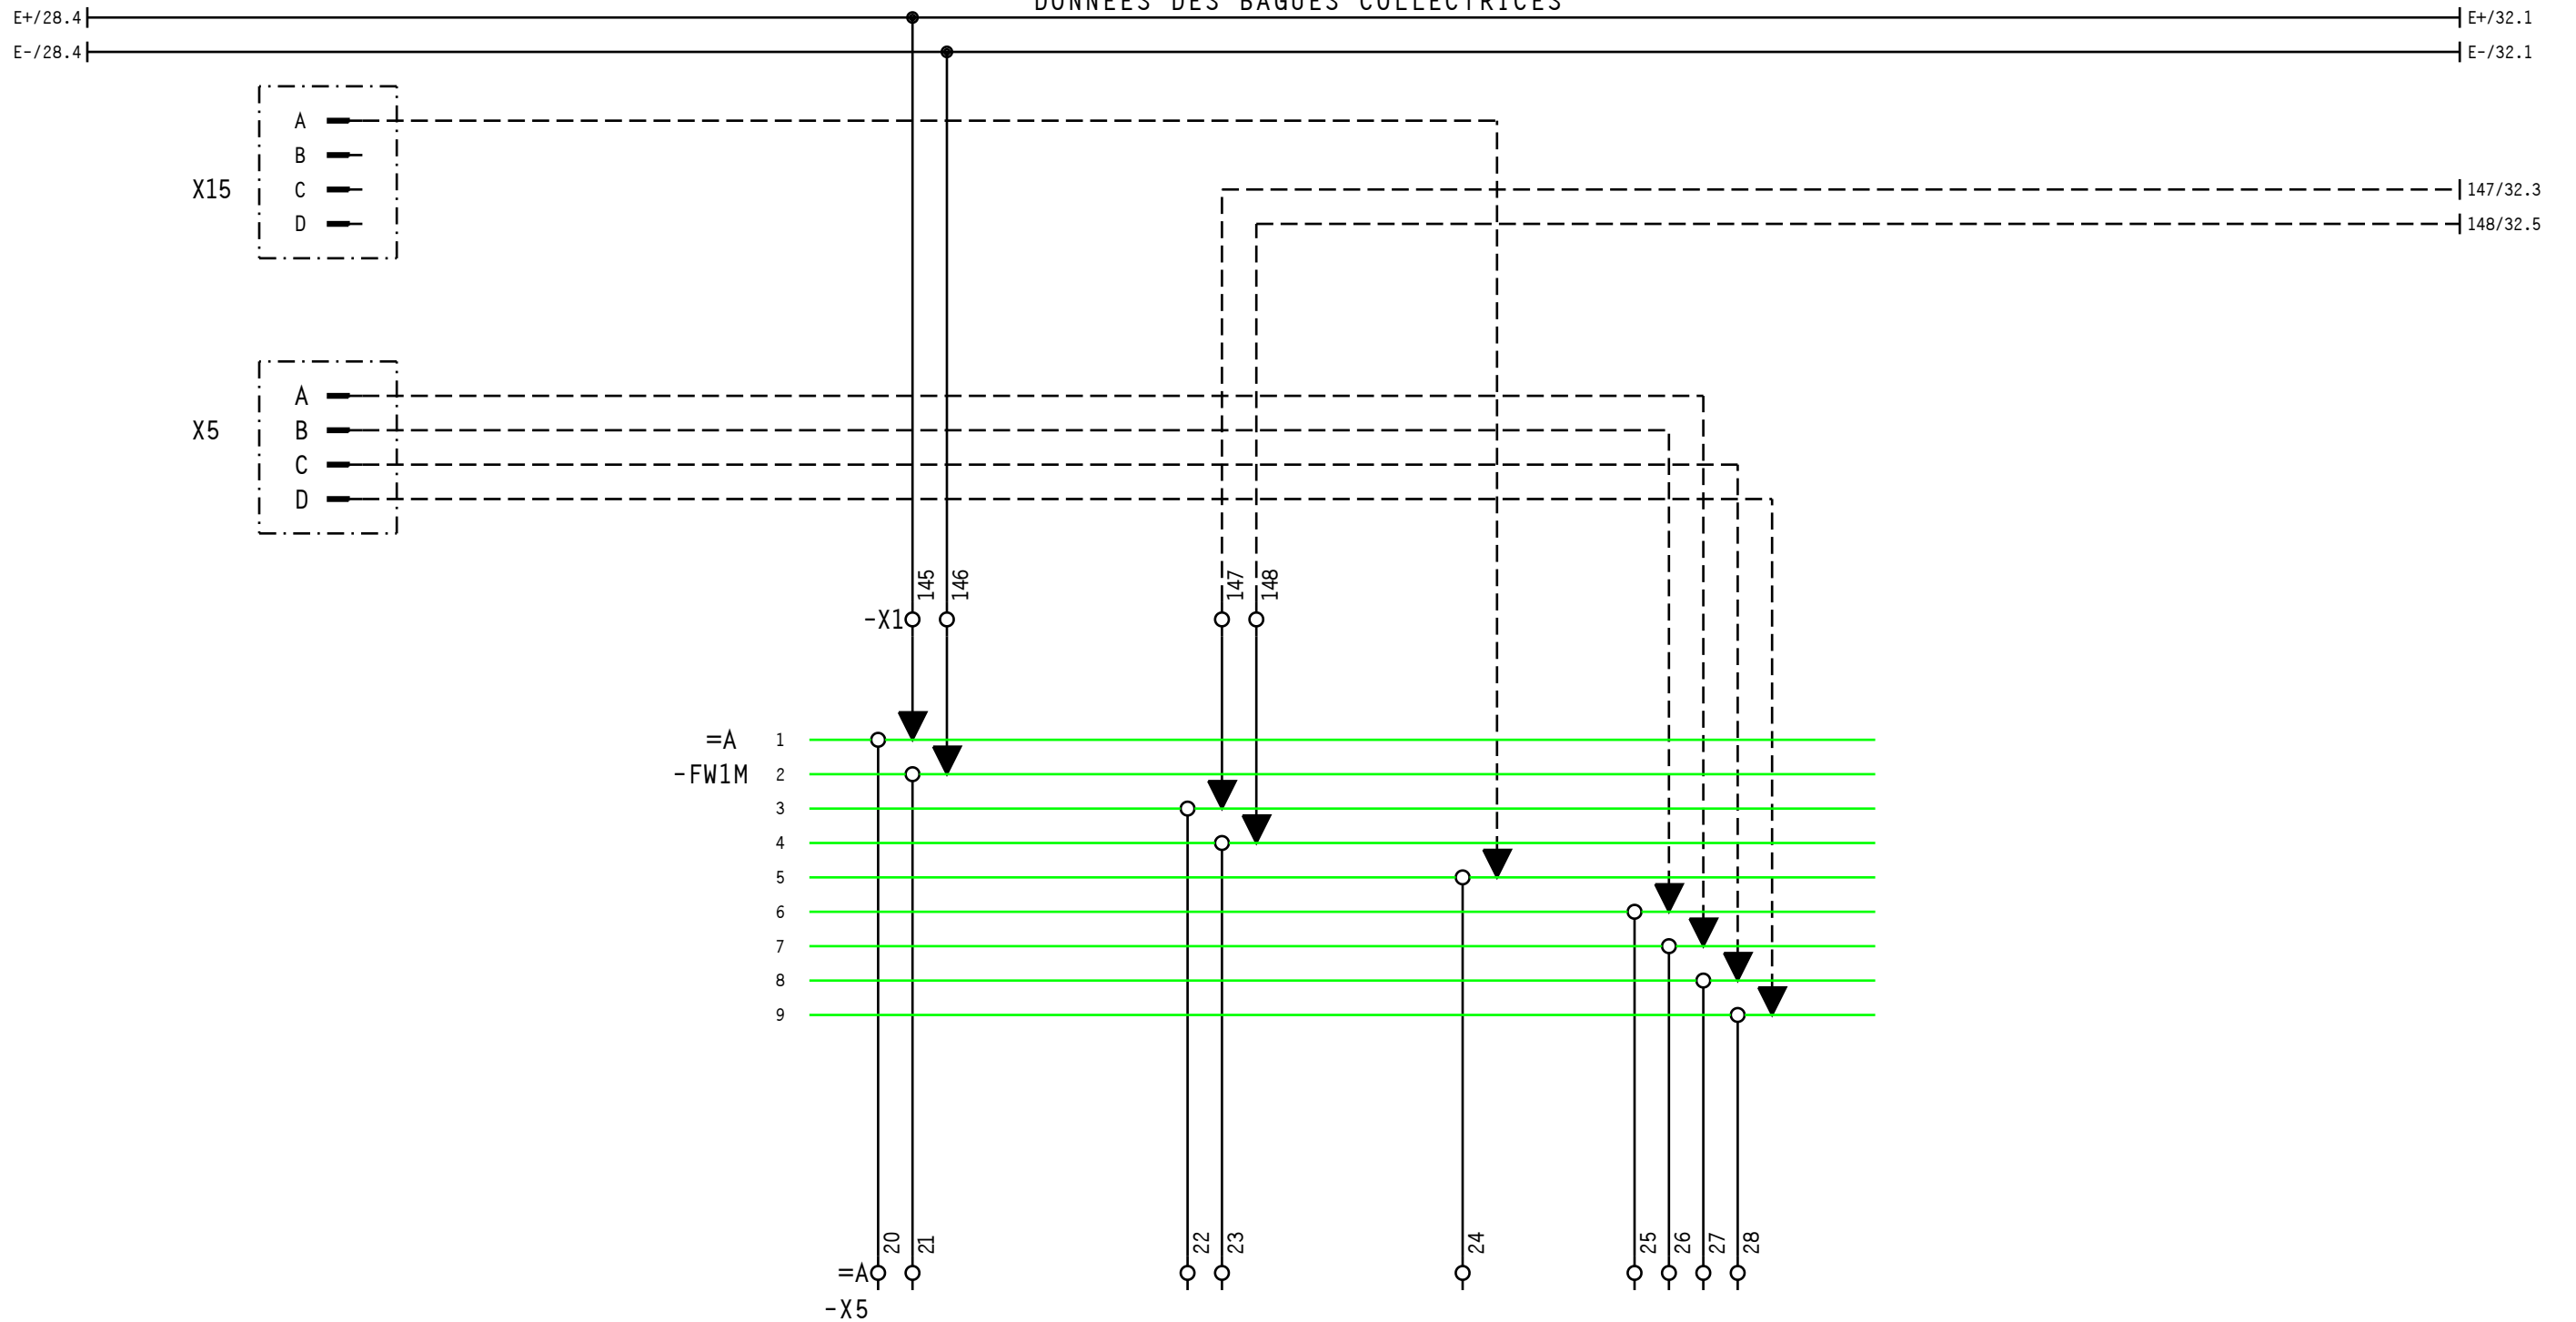 DONNEES DES BAGUES COLLECTRICES
E+/28.4 E+/32.1
E-/28.4 E-/32.1
A
B
X15 C 147/32.3
D 148/32.5
A
X5 B
C
D
145 146 147 148
-X1
=A 1
-FW1M 2
3
4
5
6
7
8
9
20 21 22 23 24 25 26 27 28
=A
-X5